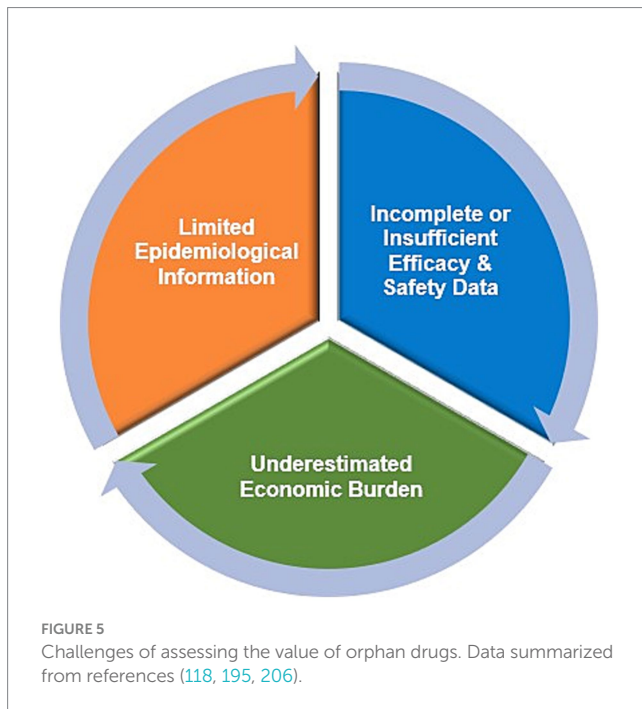 Limited
Epidemiological
Information
Incomplete or
Insufficient
Efficacy &
Safety Data
Underestimated
Economic Burden
FIGURE 5
Challenges of assessing the value of orphan drugs. Data summarized
from references (118, 195, 206).